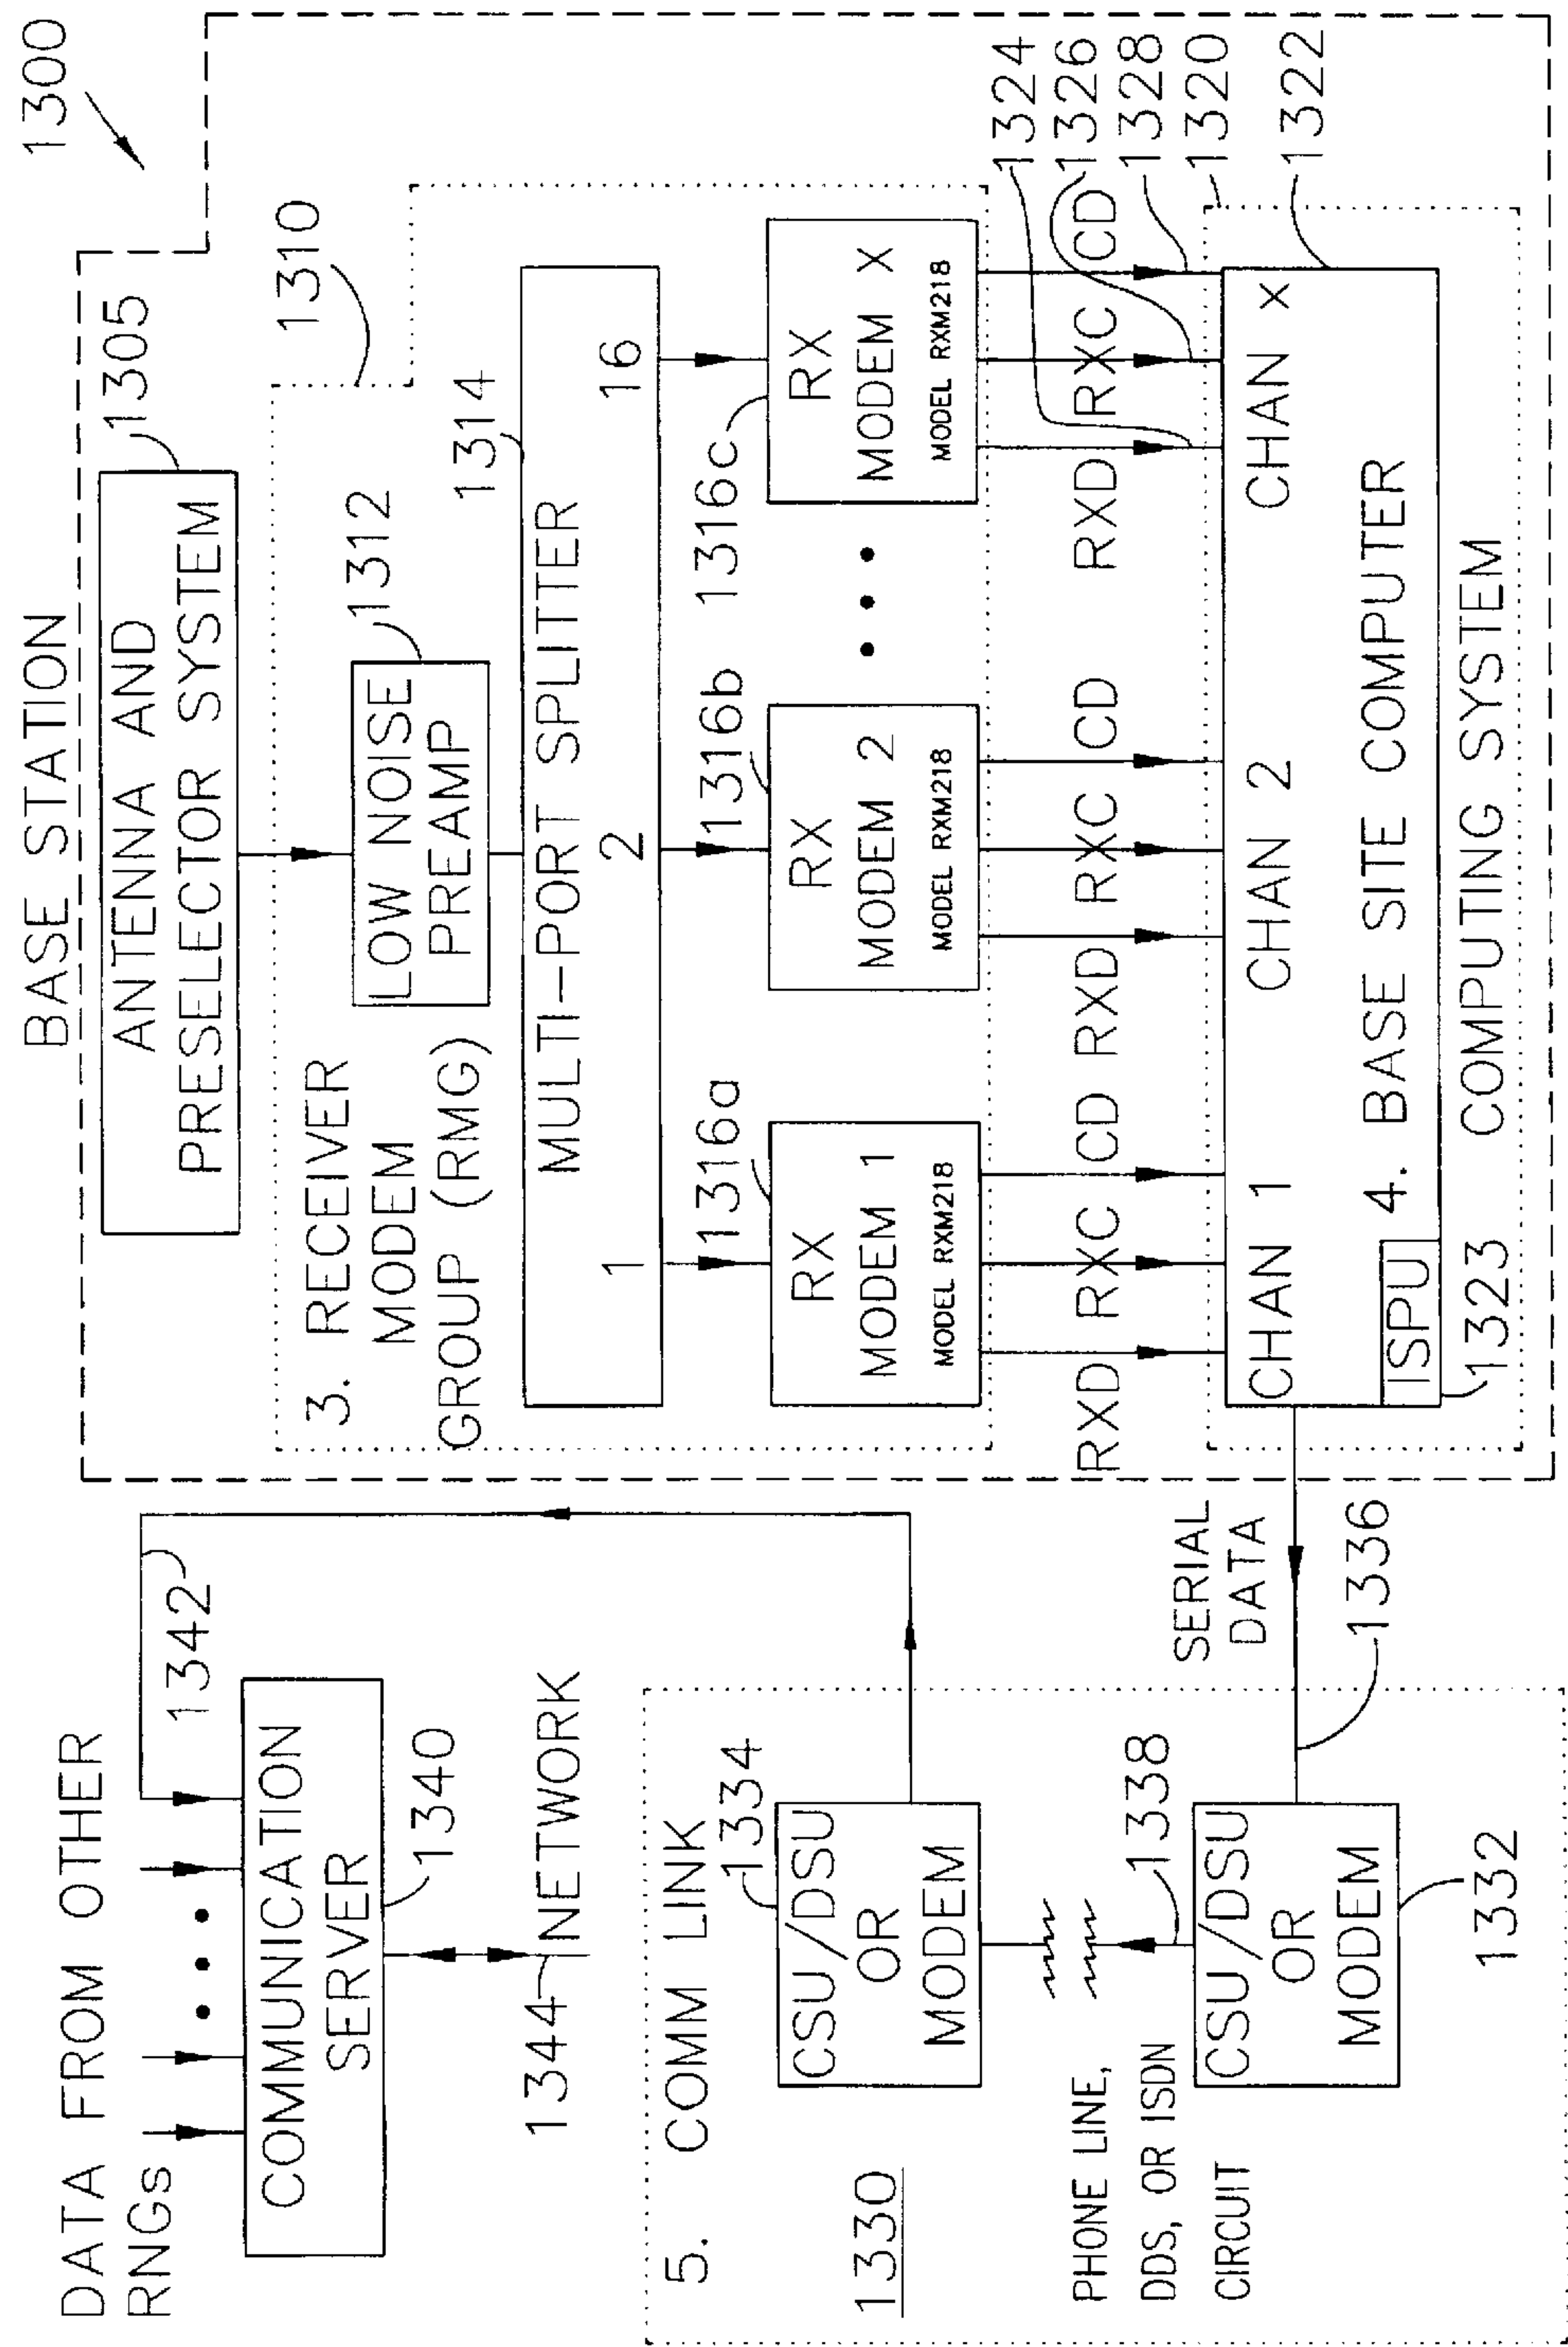 DATA FROM OTHER
RNGs
1342
COMMUNICATION
SERVER
1340
1344
NETWORK
5. COMM LINK
1330
1334
CSU/DSU
OR
MODEM
PHONE LINE,
DDS, OR ISDN
CIRCUIT
1338
CSU/DSU
OR
MODEM
1332
SERIAL
DATA
1336
BASE STATION
1300
ANTENNA AND
PRESELECTOR SYSTEM
1305
1310
3. RECEIVER
MODEM
GROUP (RMG)
LOW NOISE
PREAMP
1312
1314
MULTI-PORT SPLITTER
1 2 16
1316a
1316b
1316c
RX
MODEM 1
MODEL RXM218
RX
MODEM 2
MODEL RXM218
RX
MODEM X
MODEL RXM218
RXD RXC CD
RXD RXC CD
RXD RXC CD
1324
1326
1328
1320
1322
CHAN 1 CHAN 2 CHAN X
ISPU
4. BASE SITE COMPUTER
1323
COMPUTING SYSTEM